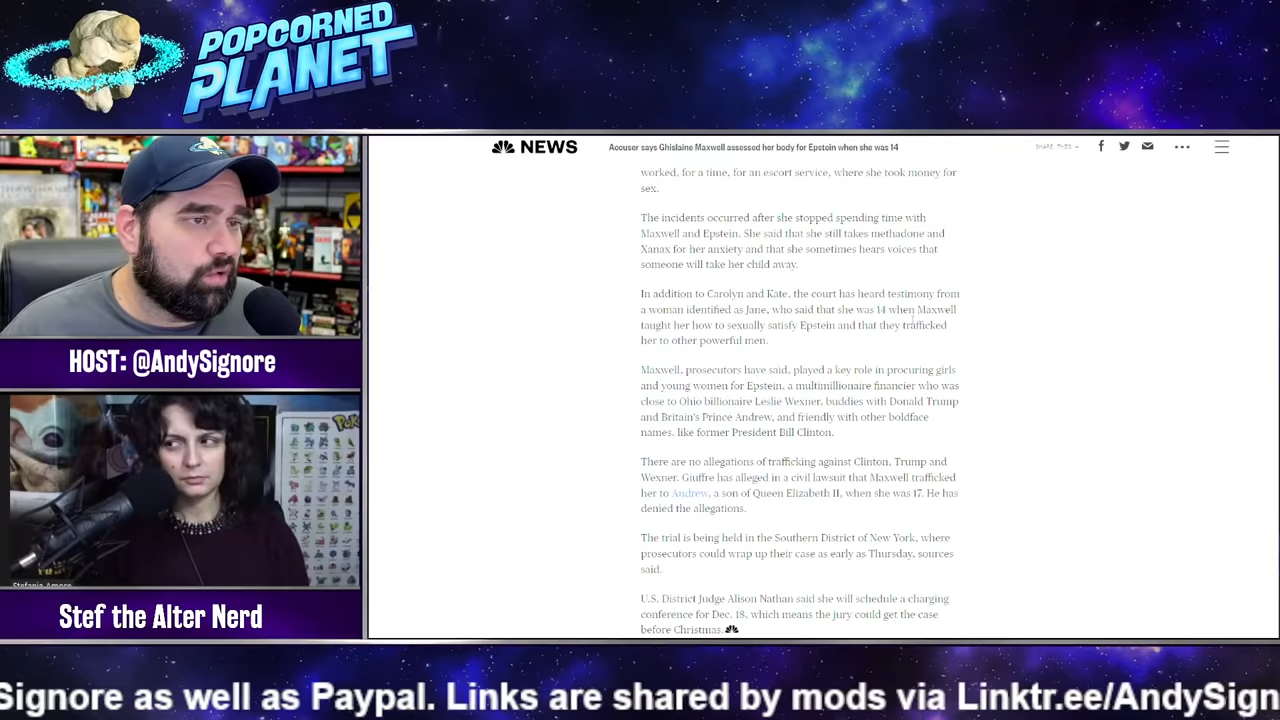 POPCORNED
PLANET
NEWS
Accuser says Ghislaine Maxwell assessed her body for Epstein when she was 14
SHARE THIS
worked, for a time, for an escort service, where she took money for
sex.
The incidents occurred after she stopped spending time with
Maxwell and Epstein. She said that she still takes methadone and
Xanax for her anxiety and that she sometimes hears voices that
someone will take her child away.
In addition to Carolyn and Kate, the court has heard testimony from
a woman identified as Jane, who said that she was 14 when Maxwell
taught her how to sexually satisfy Epstein and that they trafficked
her to other powerful men.
Maxwell, prosecutors have said, played a key role in procuring girls
and young women for Epstein, a multimillionaire financier who was
close to Ohio billionaire Leslie Wexner, buddies with Donald Trump
and Britain's Prince Andrew, and friendly with other boldface
names, like former President Bill Clinton.
There are no allegations of trafficking against Clinton, Trump and
Wexner. Giuffre has alleged in a civil lawsuit that Maxwell trafficked
her to Andrew, a son of Queen Elizabeth II, when she was 17. He has
denied the allegations.
The trial is being held in the Southern District of New York, where
prosecutors could wrap up their case as early as Thursday, sources
said.
U.S. District Judge Alison Nathan said she will schedule a charging
conference for Dec. 18, which means the jury could get the case
before Christmas.
HOST: @AndySignore
Stefania Amore
Stef the Alter Nerd
Signore as well as Paypal. Links are shared by mods via Linktr.ee/AndySign